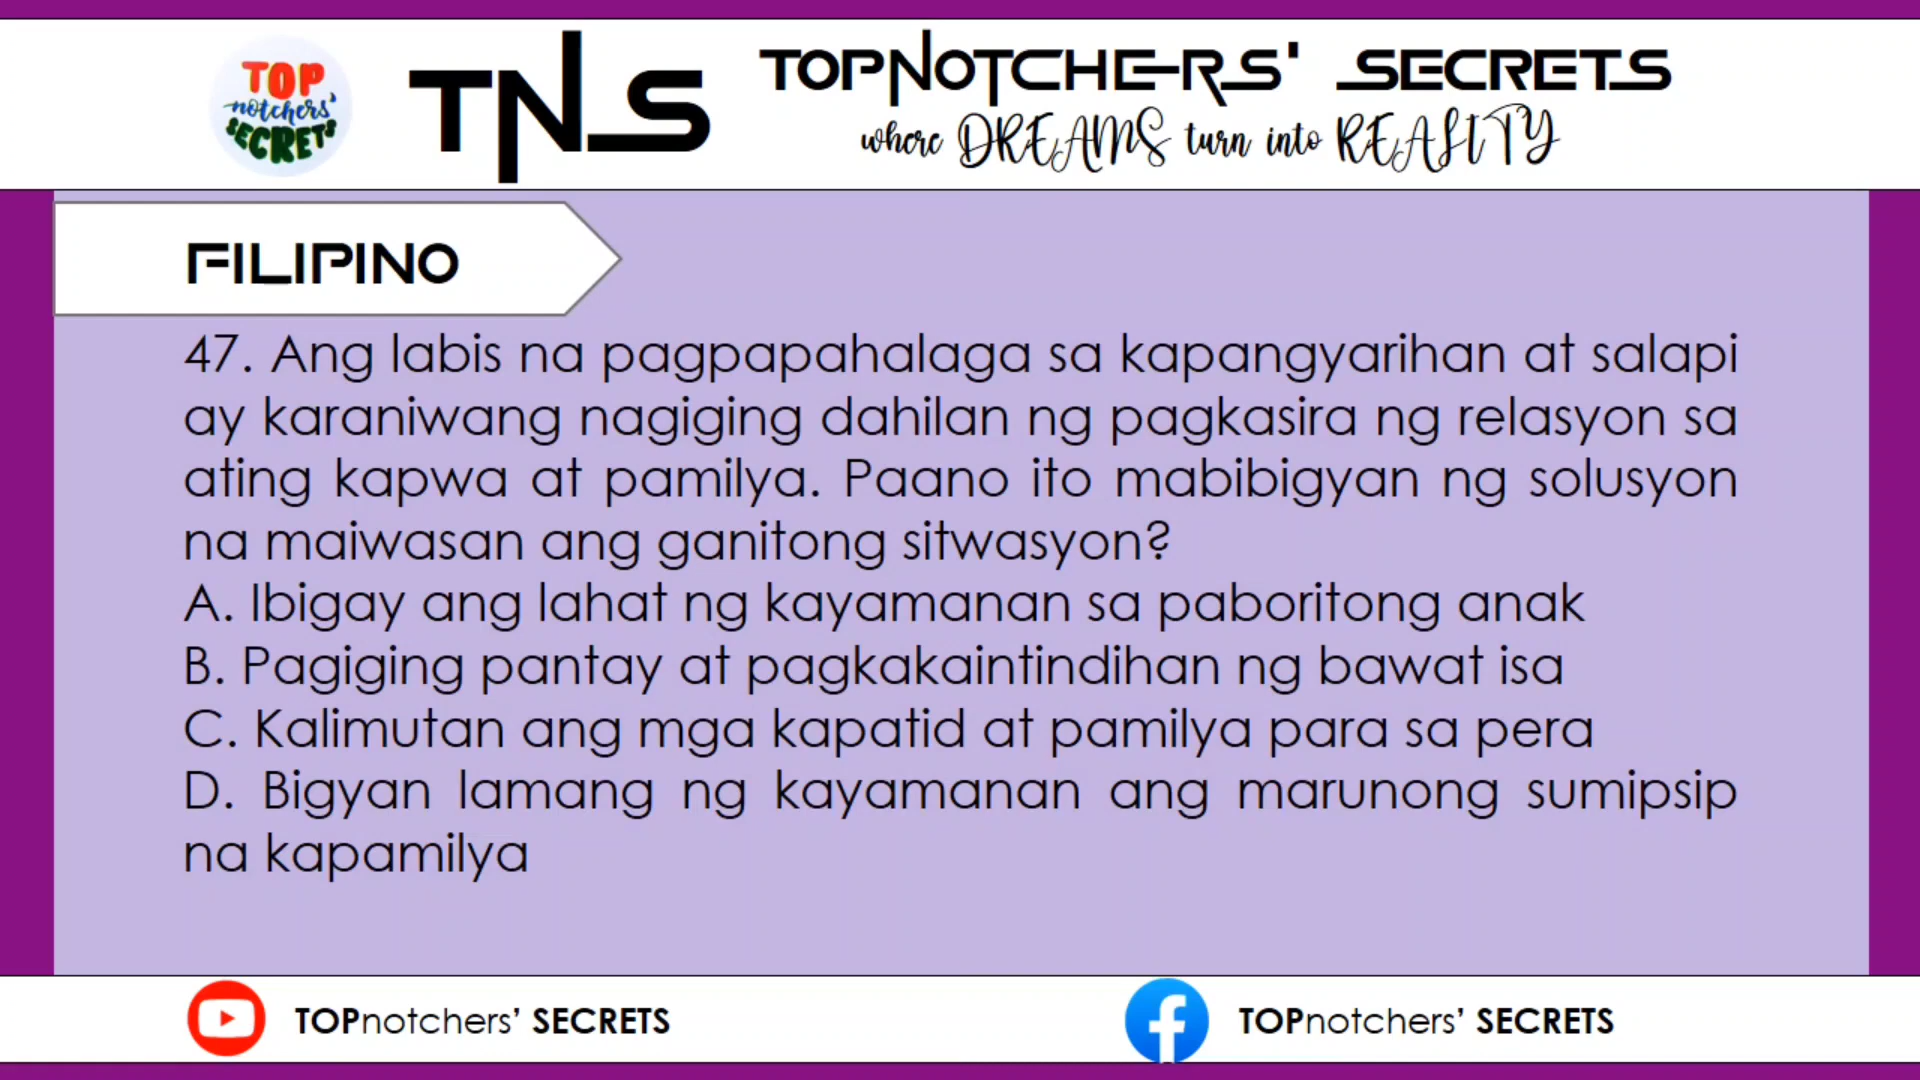 TOP
notchers'
SECRETS
TNS
TOPNOTCHERS' SECRETS
where DREAMS turn into REALITY
FILIPINO
47. Ang labis na pagpapahalaga sa kapangyarihan at salapi
ay karaniwang nagiging dahilan ng pagkasira ng relasyon sa
ating kapwa at pamilya. Paano ito mabibigyan ng solusyon
na maiwasan ang ganitong sitwasyon?
A. Ibigay ang lahat ng kayamanan sa paboritong anak
B. Pagiging pantay at pagkakaintindihan ng bawat isa
C. Kalimutan ang mga kapatid at pamilya para sa pera
D. Bigyan lamang ng kayamanan ang marunong sumipsip
na kapamilya
TOPnotchers' SECRETS
TOPnotchers' SECRETS